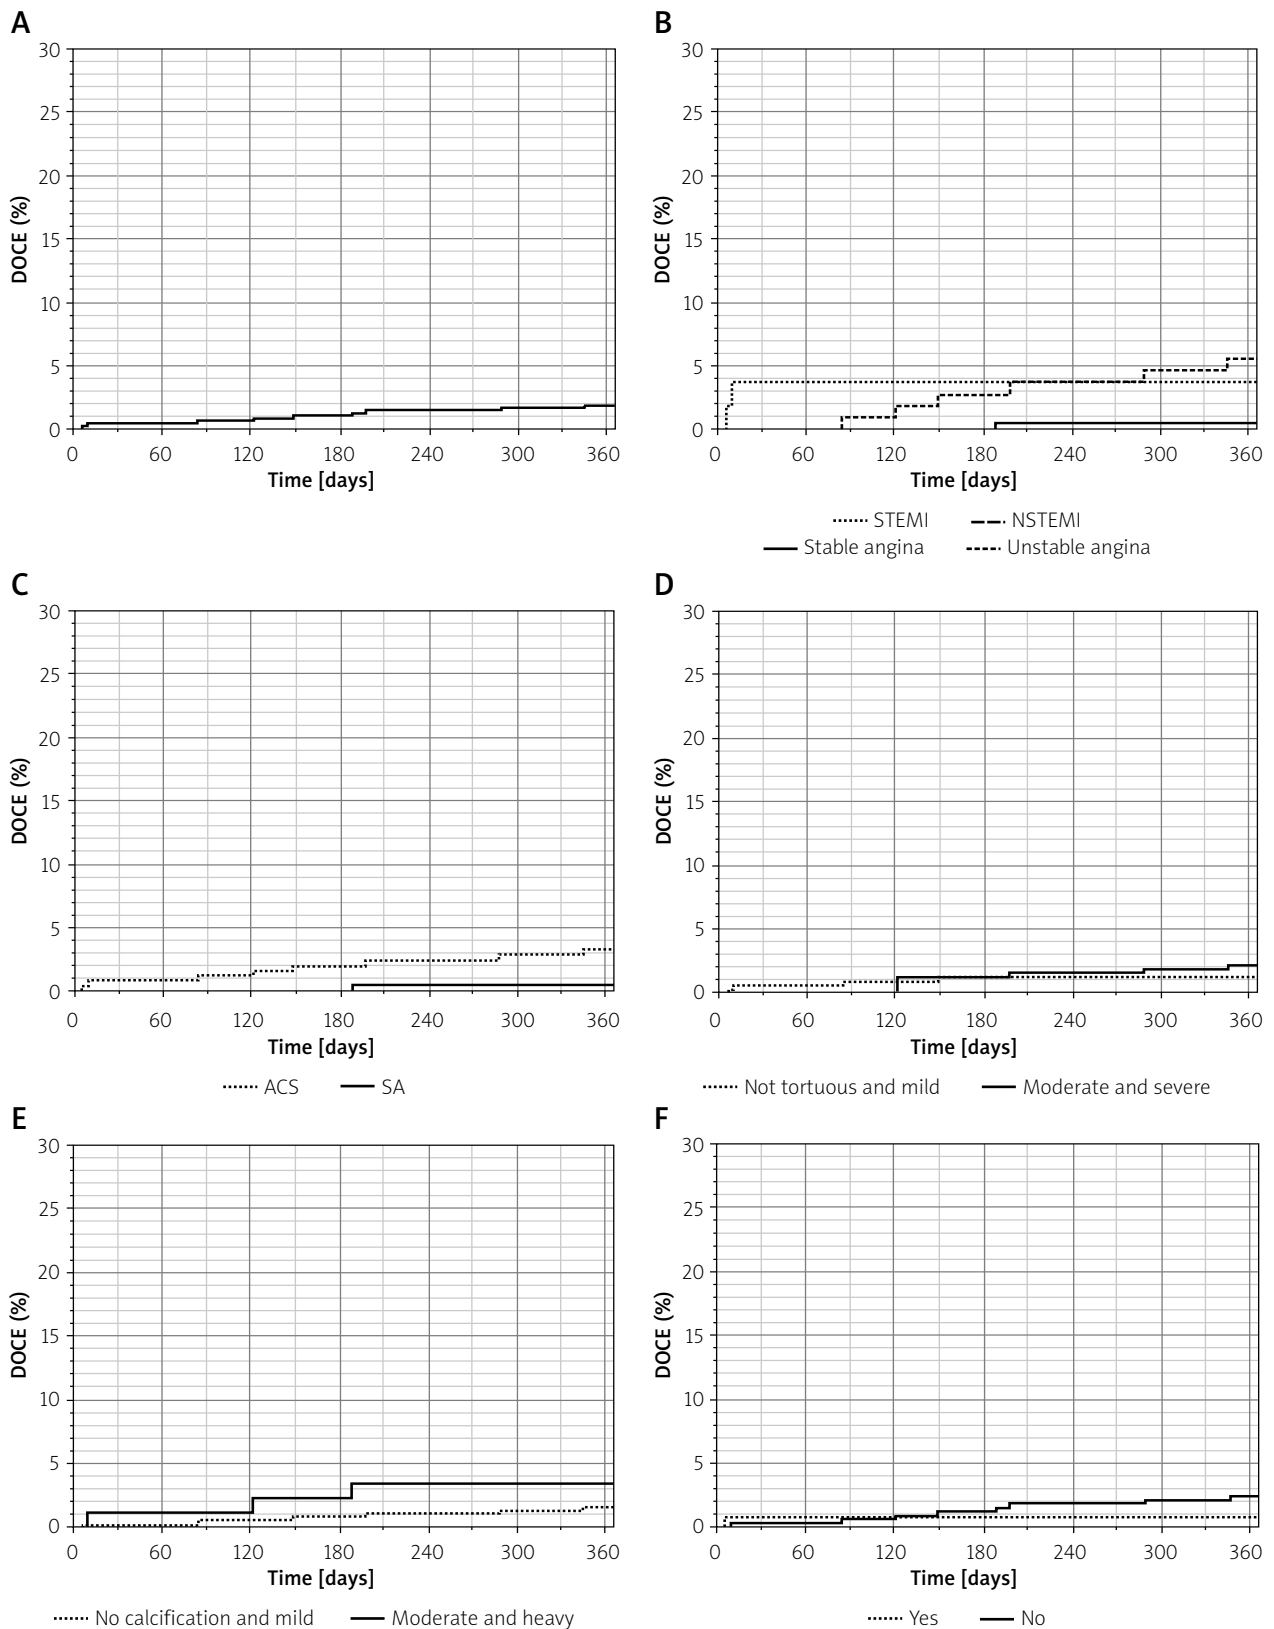 A
30
25
20
15
10
5
0
DOCE (%)
0 60 120 180 240 300 360
Time [days]
B
30
25
20
15
10
5
0
DOCE (%)
0 60 120 180 240 300 360
Time [days]
STEMI NSTEMI
Stable angina Unstable angina
C
30
25
20
15
10
5
0
DOCE (%)
0 60 120 180 240 300 360
Time [days]
ACS SA
D
30
25
20
15
10
5
0
DOCE (%)
0 60 120 180 240 300 360
Time [days]
Not tortuous and mild Moderate and severe
E
30
25
20
15
10
5
0
DOCE (%)
0 60 120 180 240 300 360
Time [days]
No calcification and mild Moderate and heavy
F
30
25
20
15
10
5
0
DOCE (%)
0 60 120 180 240 300 360
Time [days]
Yes No